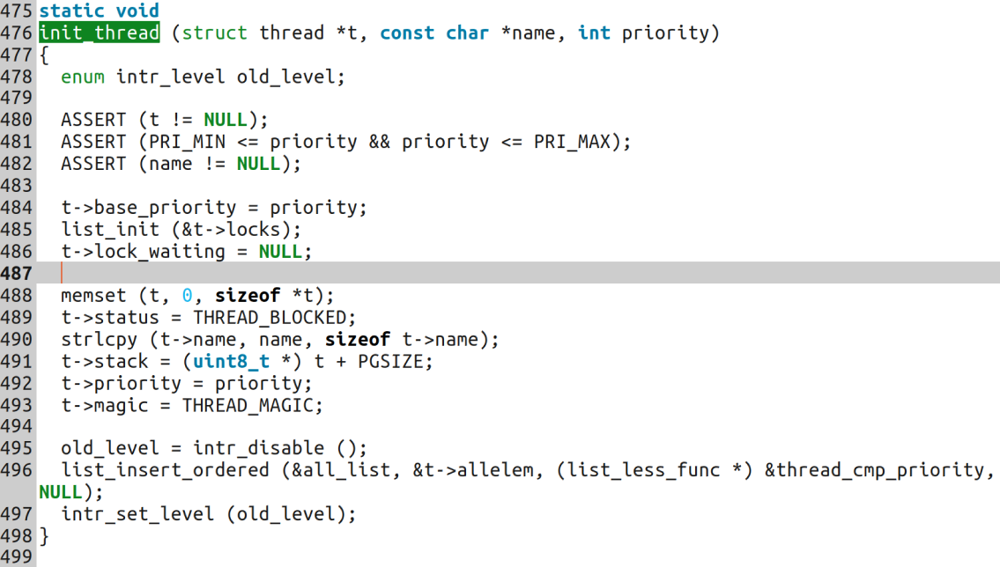 475 static void
476 init_thread (struct thread *t, const char *name, int priority)
477 {
478   enum intr_level old_level;
479
480   ASSERT (t != NULL);
481   ASSERT (PRI_MIN <= priority && priority <= PRI_MAX);
482   ASSERT (name != NULL);
483
484   t->base_priority = priority;
485   list_init (&t->locks);
486   t->lock_waiting = NULL;
487
488   memset (t, 0, sizeof *t);
489   t->status = THREAD_BLOCKED;
490   strlcpy (t->name, name, sizeof t->name);
491   t->stack = (uint8_t *) t + PGSIZE;
492   t->priority = priority;
493   t->magic = THREAD_MAGIC;
494
495   old_level = intr_disable ();
496   list_insert_ordered (&all_list, &t->allelem, (list_less_func *) &thread_cmp_priority,
NULL);
497   intr_set_level (old_level);
498 }
499